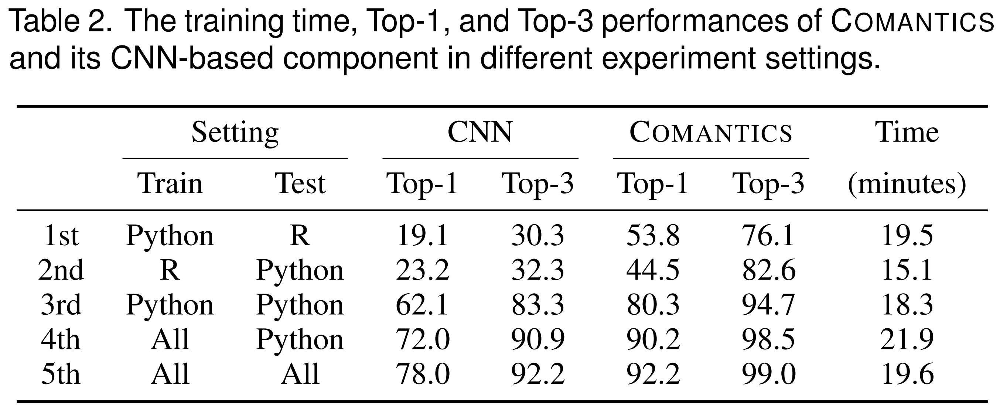 Table 2. The training time, Top-1, and Top-3 performances of COMANTICS
and its CNN-based component in different experiment settings.
Setting CNN COMANTICS Time
Train Test Top-1 Top-3 Top-1 Top-3 (minutes)
1st Python R 19.1 30.3 53.8 76.1 19.5
2nd R Python 23.2 32.3 44.5 82.6 15.1
3rd Python Python 62.1 83.3 80.3 94.7 18.3
4th All Python 72.0 90.9 90.2 98.5 21.9
5th All All 78.0 92.2 92.2 99.0 19.6